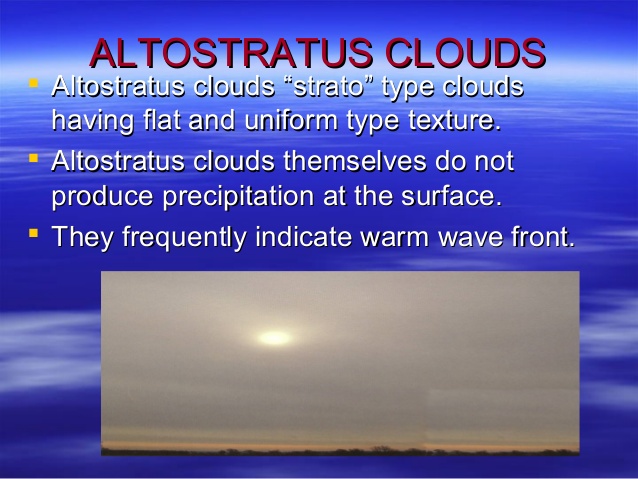 ALTOSTRATUS CLOUDS
▪ Altostratus clouds “strato” type clouds
having flat and uniform type texture.
▪ Altostratus clouds themselves do not
produce precipitation at the surface.
▪ They frequently indicate warm wave front.